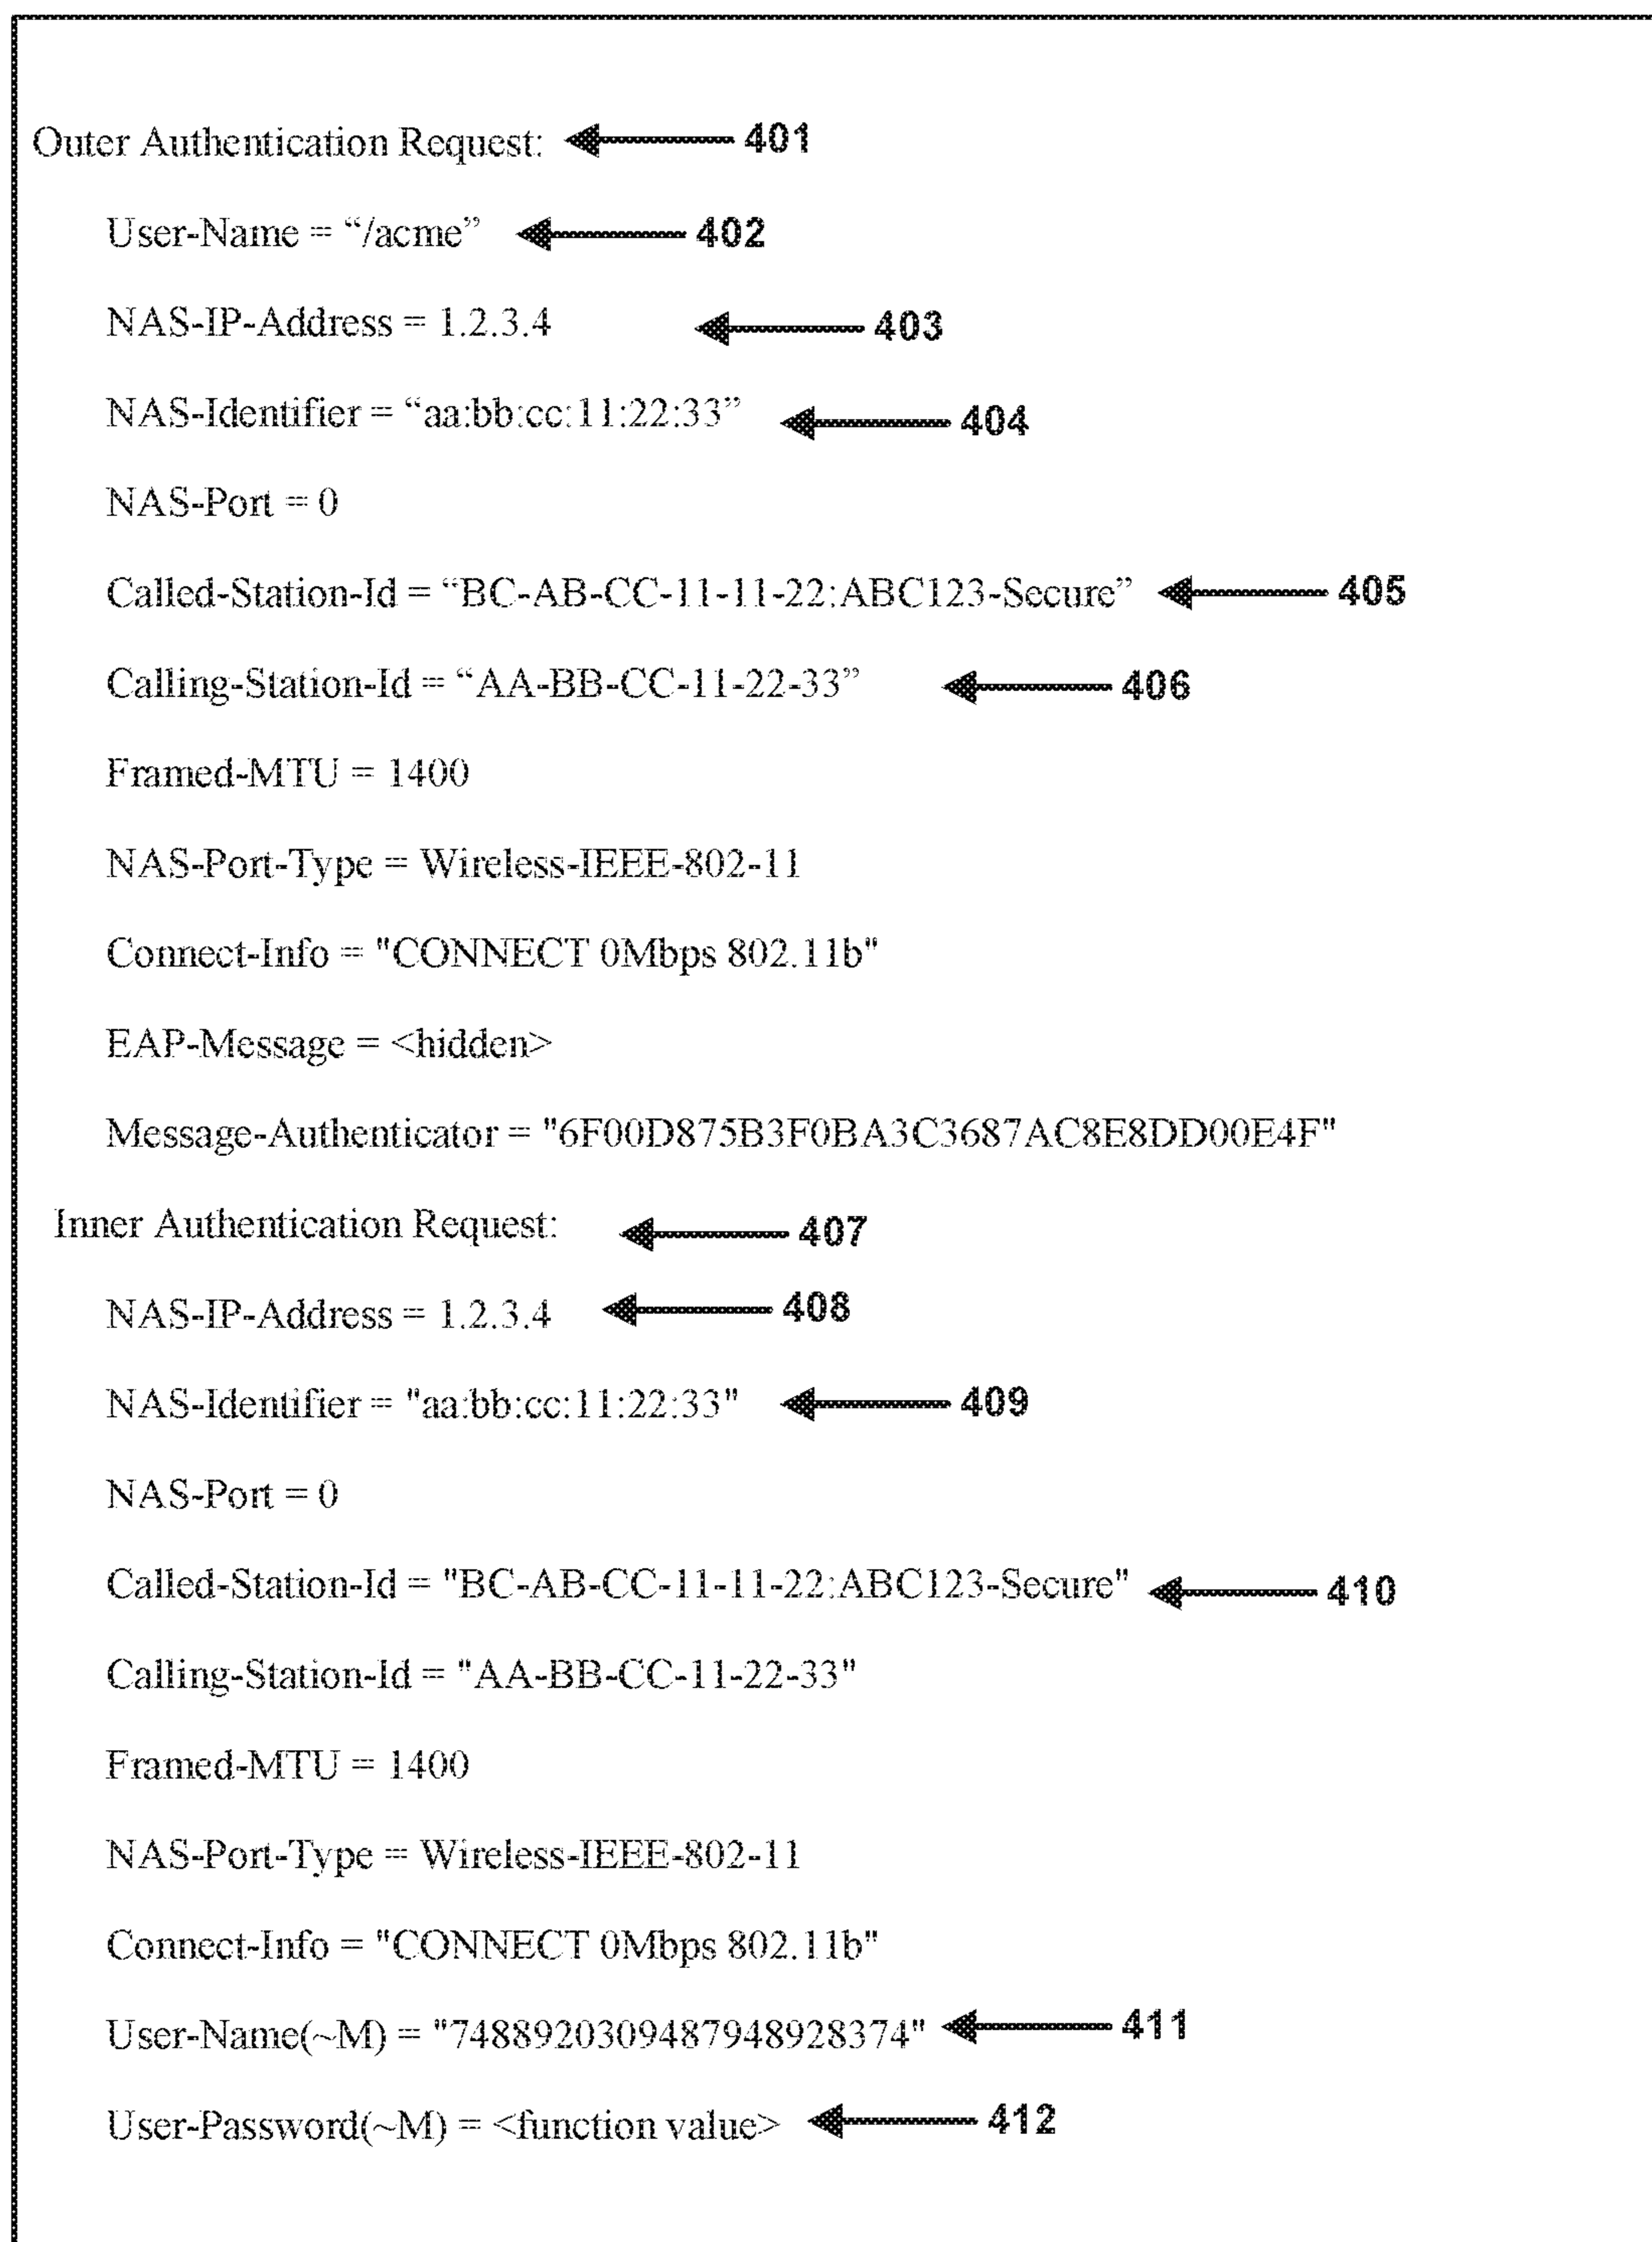 Outer Authentication Request: 401
User-Name = “/acme” 402
NAS-IP-Address = 1.2.3.4 403
NAS-Identifier = “aa:bb:cc:11:22:33” 404
NAS-Port = 0
Called-Station-Id = “BC-AB-CC-11-11-22:ABC123-Secure” 405
Calling-Station-Id = “AA-BB-CC-11-22-33” 406
Framed-MTU = 1400
NAS-Port-Type = Wireless-IEEE-802-11
Connect-Info = "CONNECT 0Mbps 802.11b"
EAP-Message = <hidden>
Message-Authenticator = "6F00D875B3F0BA3C3687AC8E8DD00E4F"
Inner Authentication Request: 407
NAS-IP-Address = 1.2.3.4 408
NAS-Identifier = "aa:bb:cc:11:22:33" 409
NAS-Port = 0
Called-Station-Id = "BC-AB-CC-11-11-22:ABC123-Secure" 410
Calling-Station-Id = "AA-BB-CC-11-22-33"
Framed-MTU = 1400
NAS-Port-Type = Wireless-IEEE-802-11
Connect-Info = "CONNECT 0Mbps 802.11b"
User-Name(~M) = "7488920309487948928374" 411
User-Password(~M) = <function value> 412